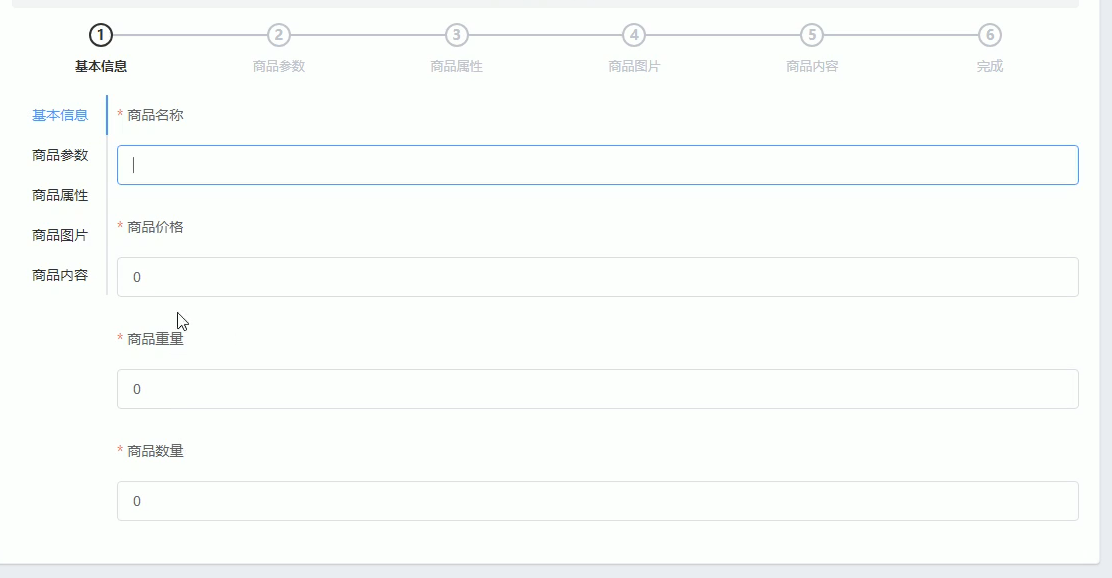 1 2 3 4 5 6
基本信息 商品参数 商品属性 商品图片 商品内容 完成
基本信息
商品参数
商品属性
商品图片
商品内容
* 商品名称
* 商品价格
0
* 商品重量
0
* 商品数量
0